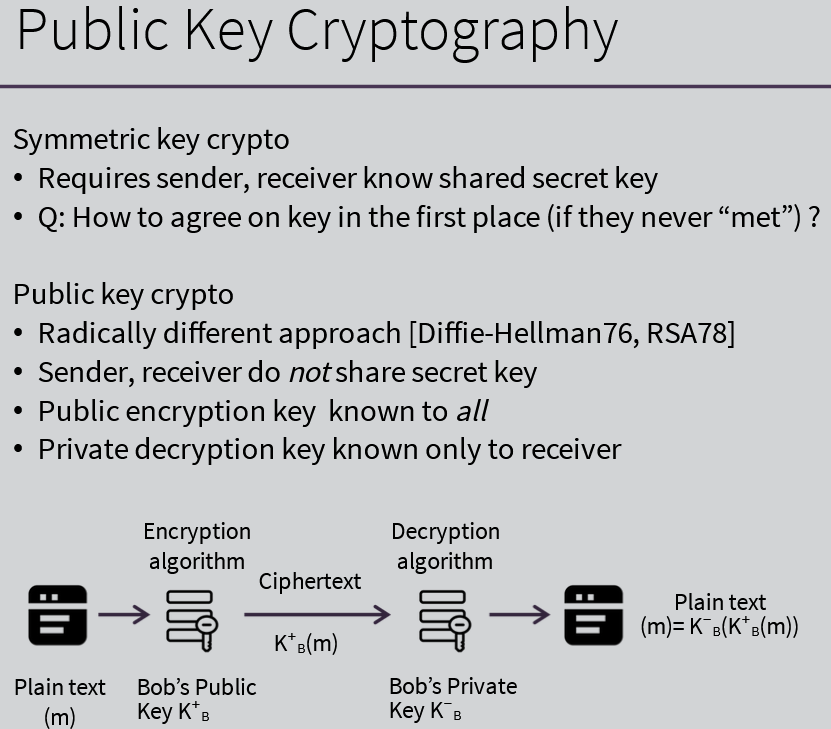 Public Key Cryptography
Symmetric key crypto
• Requires sender, receiver know shared secret key
• Q: How to agree on key in the first place (if they never “met”) ?
Public key crypto
• Radically different approach [Diffie-Hellman76, RSA78]
• Sender, receiver do not share secret key
• Public encryption key known to all
• Private decryption key known only to receiver
Encryption
algorithm
Ciphertext
K⁺B(m)
Decryption
algorithm
Plain text
(m)= K⁻B(K⁺B(m))
Plain text
(m)
Bob’s Public
Key K⁺B
Bob’s Private
Key K⁻B